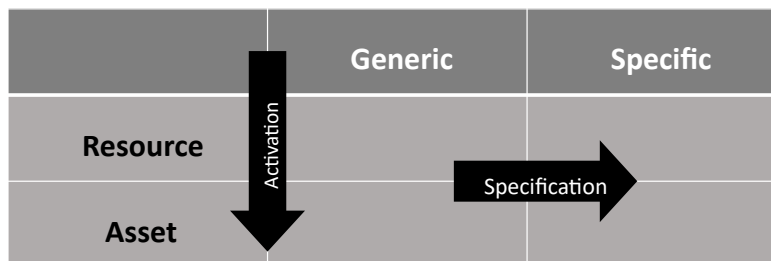 Generic Specific
Resource
Activation
Specification
Asset